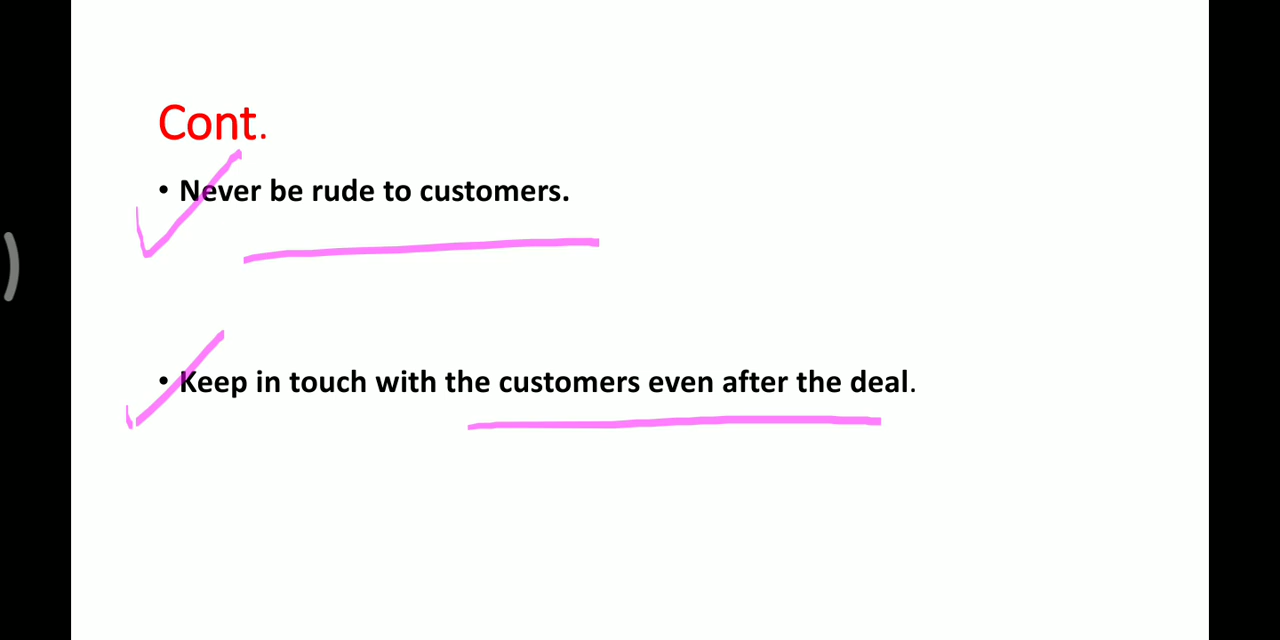 Cont.
• Never be rude to customers.
• Keep in touch with the customers even after the deal.